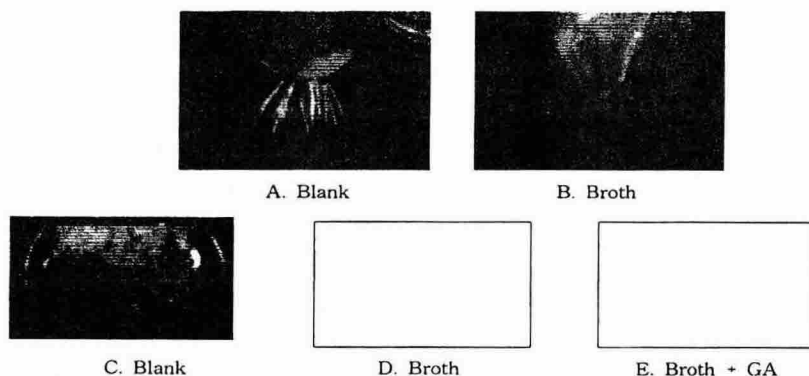 A. Blank
B. Broth
C. Blank
D. Broth
E. Broth + GA